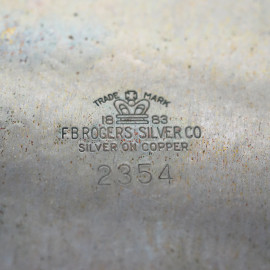 TRADE MARK
18 83
F.B.ROGERS SILVER CO.
SILVER ON COPPER
2354